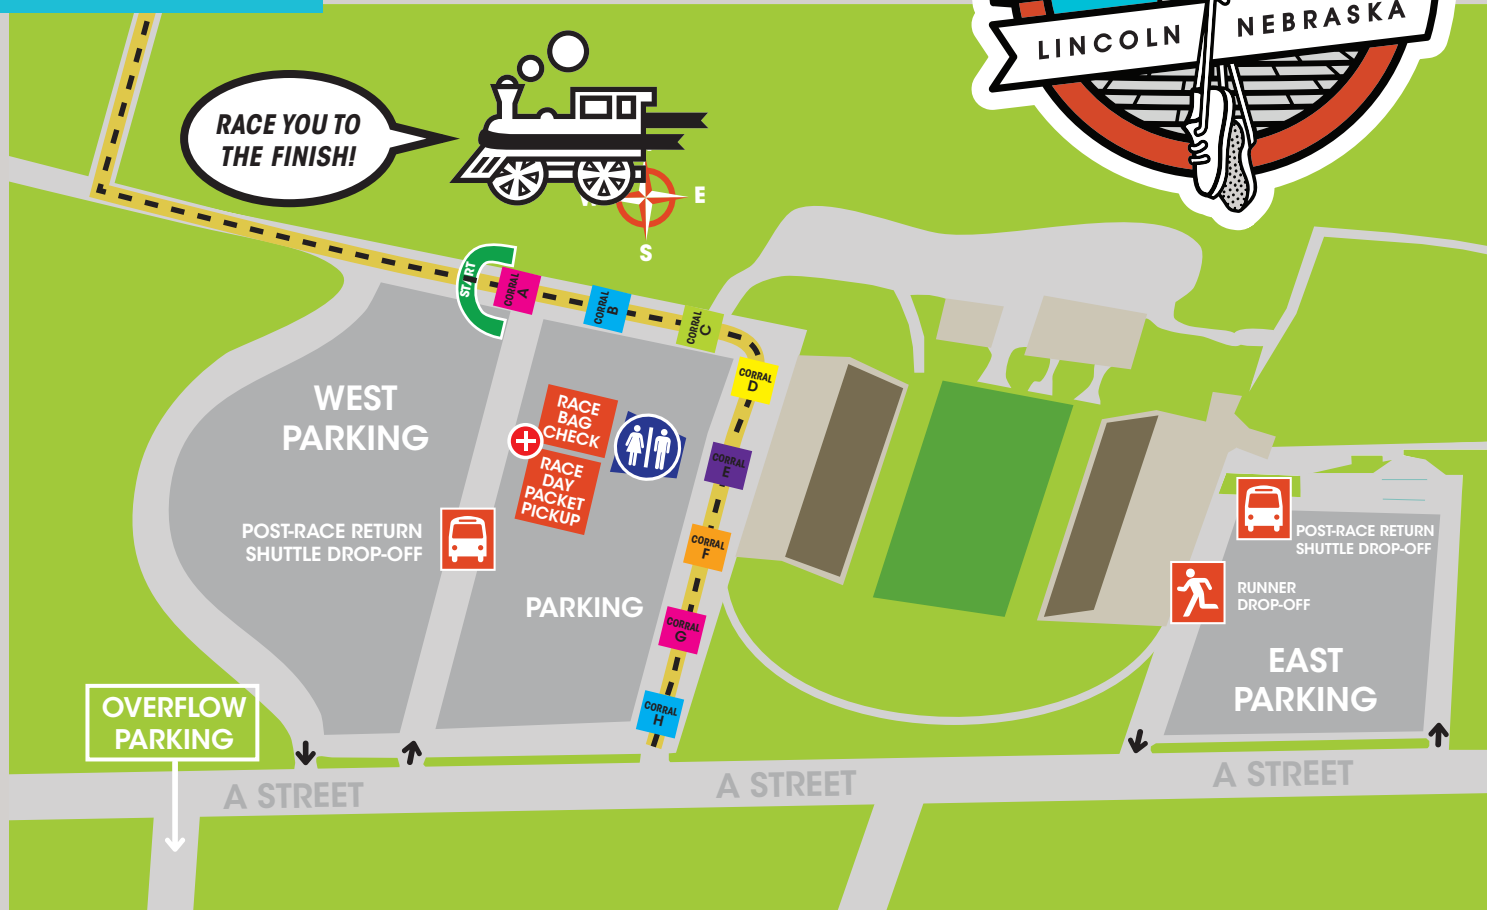 LINCOLN NEBRASKA
RACE YOU TO
THE FINISH!
E
S
START
CORRAL
A
CORRAL
B
CORRAL
C
CORRAL
D
CORRAL
E
CORRAL
F
CORRAL
G
CORRAL
H
WEST
PARKING
RACE
BAG
CHECK
RACE
DAY
PACKET
PICKUP
POST-RACE RETURN
SHUTTLE DROP-OFF
PARKING
POST-RACE RETURN
SHUTTLE DROP-OFF
RUNNER
DROP-OFF
EAST
PARKING
OVERFLOW
PARKING
A STREET
A STREET
A STREET